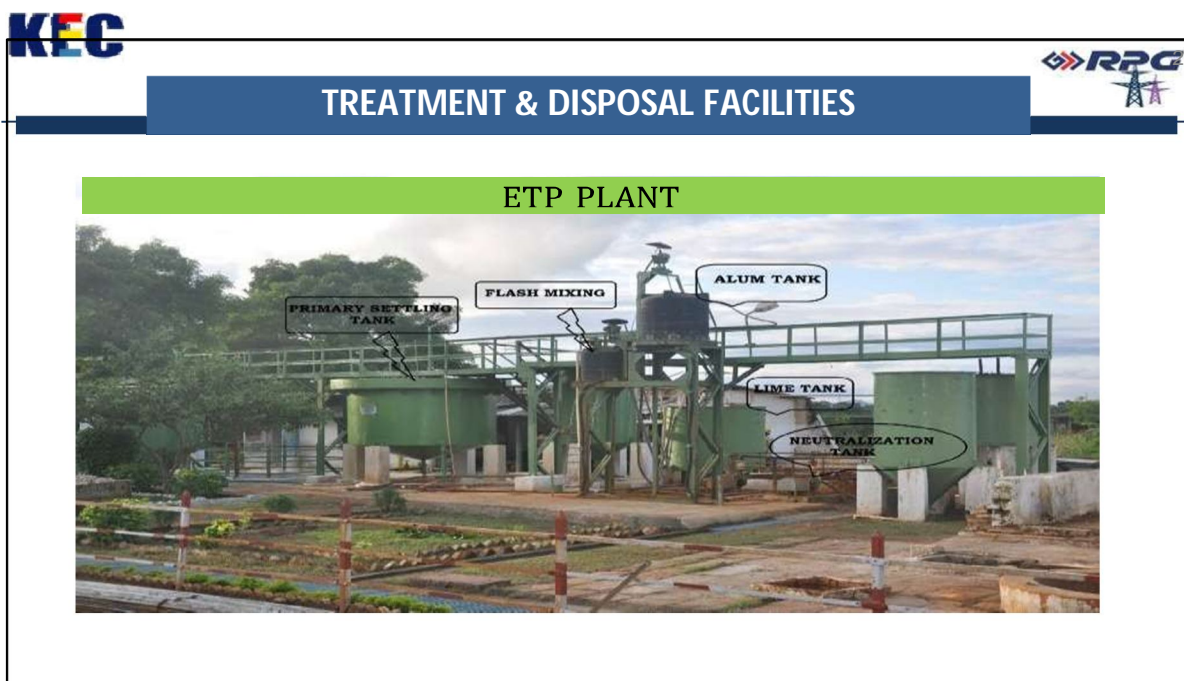 KEC
RPG
TREATMENT & DISPOSAL FACILITIES
ETP PLANT
ALUM TANK
FLASH MIXING
PRIMARY SETTLING
TANK
LIME TANK
NEUTRALIZATION
TANK